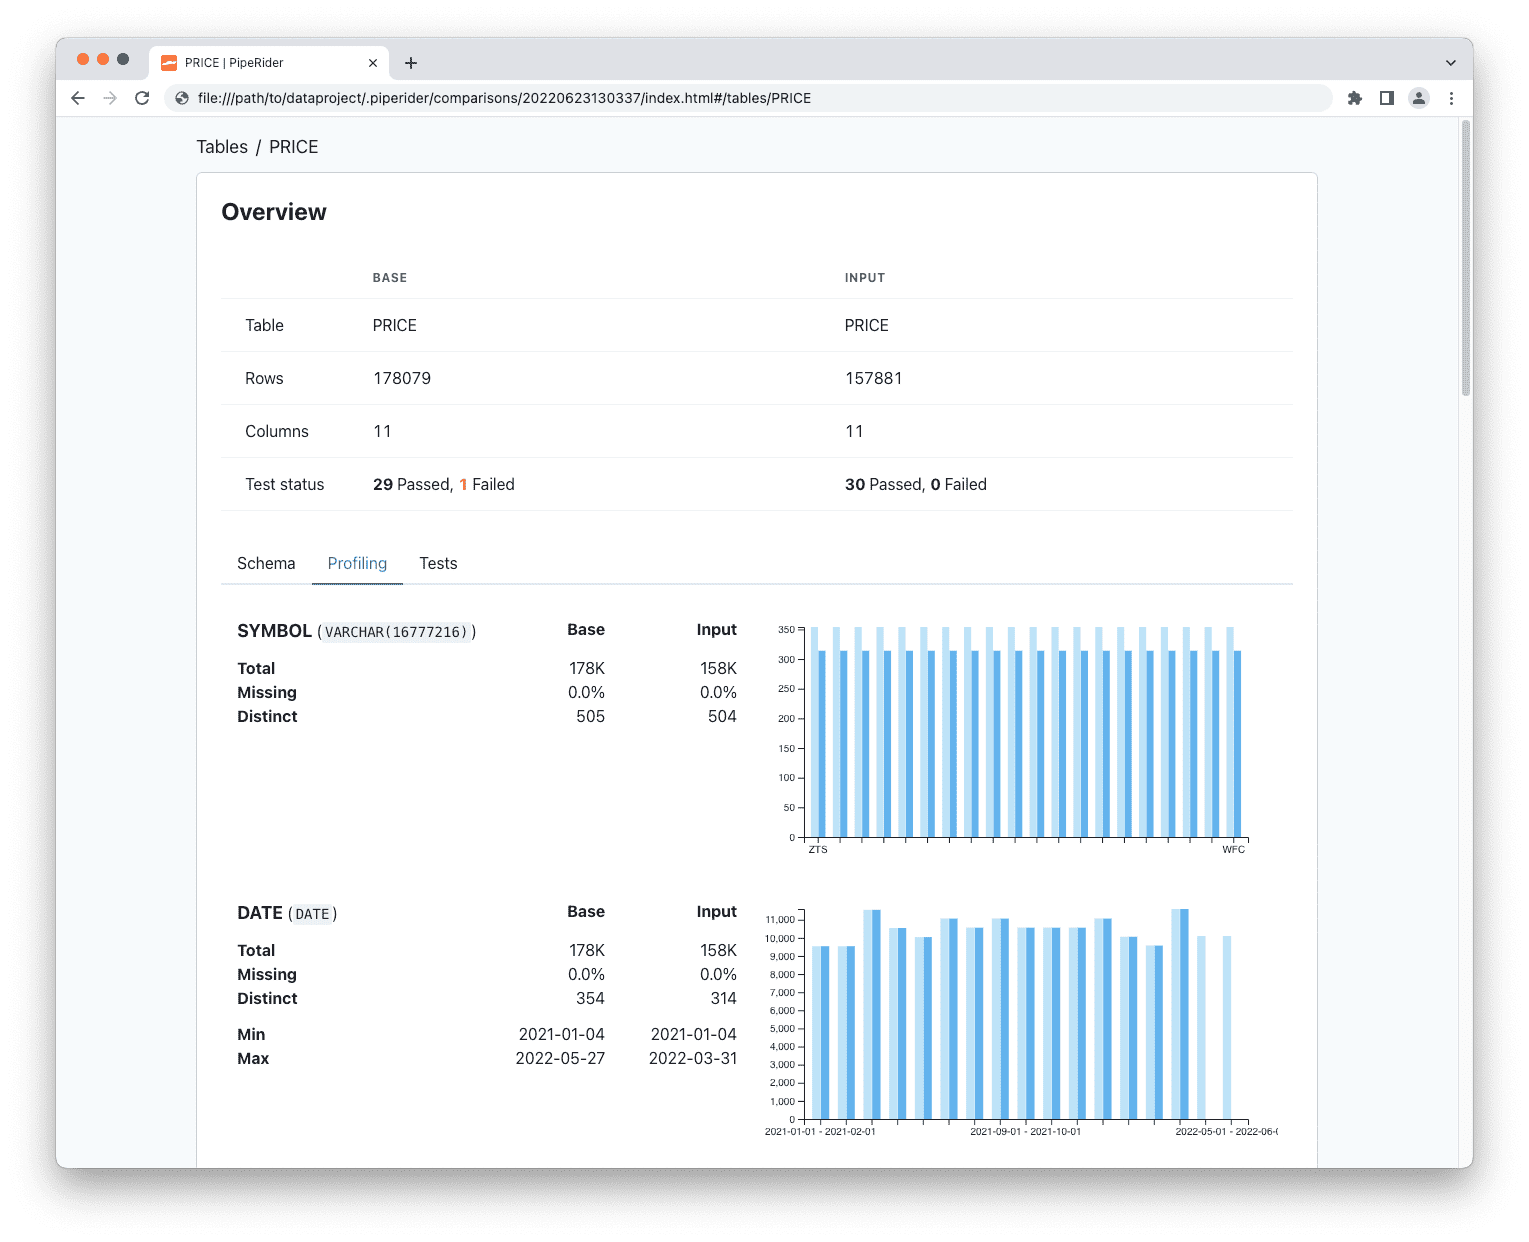 PRICE | PipeRider
file:///path/to/dataproject/.piperider/comparisons/20220623130337/index.html#/tables/PRICE
Tables / PRICE
Overview
BASE INPUT
Table PRICE PRICE
Rows 178079 157881
Columns 11 11
Test status 29 Passed, 1 Failed 30 Passed, 0 Failed
Schema Profiling Tests
SYMBOL (VARCHAR(16777216)) Base Input
Total 178K 158K
Missing 0.0% 0.0%
Distinct 505 504
350
300
250
200
150
100
50
0
ZTS WFC
DATE (DATE) Base Input
Total 178K 158K
Missing 0.0% 0.0%
Distinct 354 314
Min 2021-01-04 2021-01-04
Max 2022-05-27 2022-03-31
11,000
10,000
9,000
8,000
7,000
6,000
5,000
4,000
3,000
2,000
1,000
0
2021-01-01 - 2021-02-01 2021-09-01 - 2021-10-01 2022-05-01 - 2022-06-